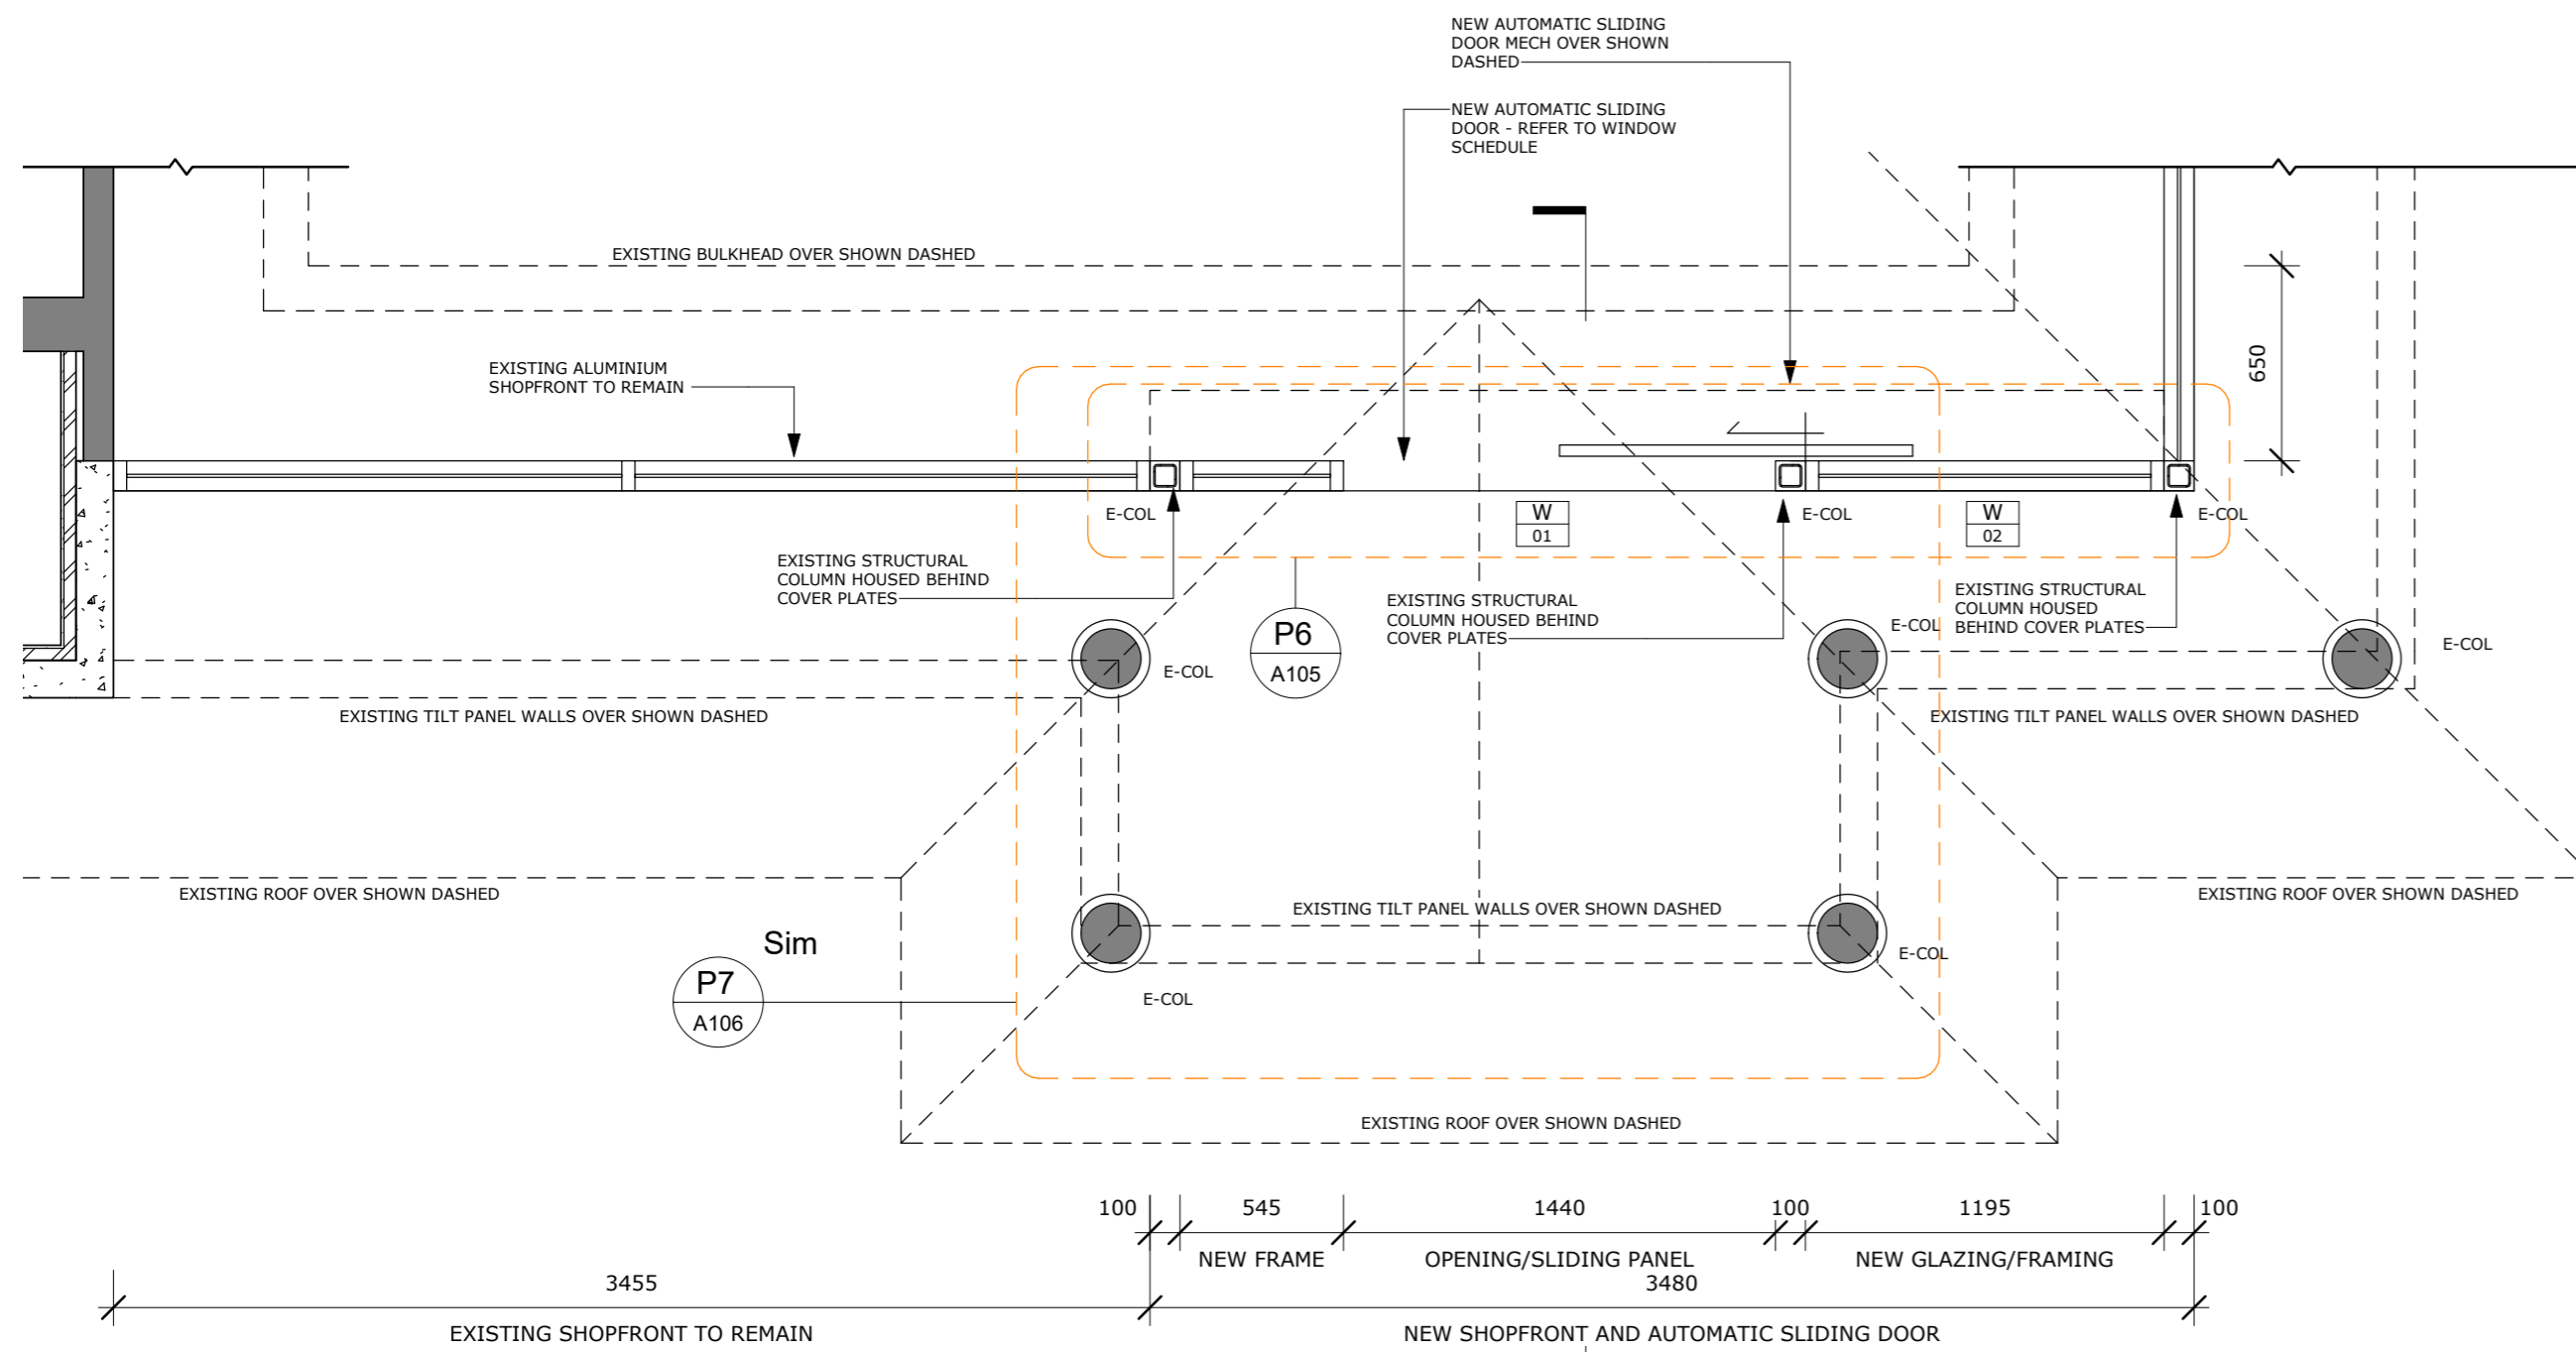 NEW AUTOMATIC SLIDING
DOOR MECH OVER SHOWN
DASHED
NEW AUTOMATIC SLIDING
DOOR - REFER TO WINDOW
SCHEDULE
EXISTING BULKHEAD OVER SHOWN DASHED
EXISTING ALUMINIUM
SHOPFRONT TO REMAIN
650
E-COL
W
01
E-COL
W
02
E-COL
EXISTING STRUCTURAL
COLUMN HOUSED BEHIND
COVER PLATES
EXISTING STRUCTURAL
COLUMN HOUSED BEHIND
COVER PLATES
EXISTING STRUCTURAL
COLUMN HOUSED
BEHIND COVER PLATES
P6
A105
E-COL
E-COL
E-COL
EXISTING TILT PANEL WALLS OVER SHOWN DASHED
EXISTING TILT PANEL WALLS OVER SHOWN DASHED
EXISTING ROOF OVER SHOWN DASHED
EXISTING ROOF OVER SHOWN DASHED
EXISTING TILT PANEL WALLS OVER SHOWN DASHED
Sim
P7
A106
E-COL
E-COL
EXISTING ROOF OVER SHOWN DASHED
100
545
1440
100
1195
100
NEW FRAME
OPENING/SLIDING PANEL
NEW GLAZING/FRAMING
3455
3480
EXISTING SHOPFRONT TO REMAIN
NEW SHOPFRONT AND AUTOMATIC SLIDING DOOR